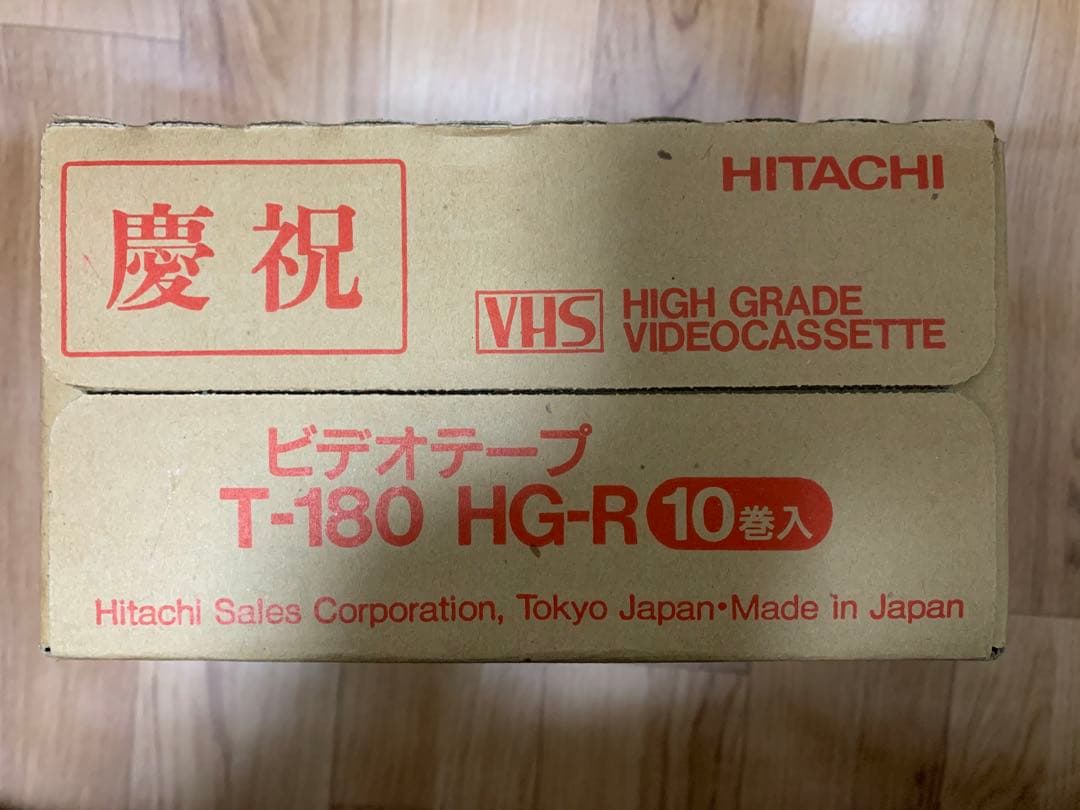 慶祝
HITACHI
VHS
HIGH GRADE
VIDEOCASSETTE
ビデオテープ
T-180 HG-R 10巻入
Hitachi Sales Corporation, Tokyo Japan•Made in Japan